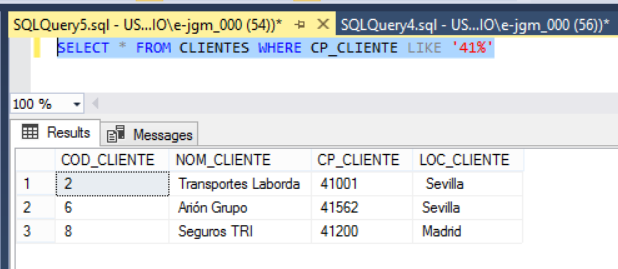 SQLQuery5.sql - US...IO\e-jgm_000 (54))* SQLQuery4.sql - US...IO\e-jgm_000 (56))*
SELECT * FROM CLIENTES WHERE CP_CLIENTE LIKE '41%'
100 %
Results Messages
COD_CLIENTE NOM_CLIENTE CP_CLIENTE LOC_CLIENTE
1 2 Transportes Laborda 41001 Sevilla
2 6 Arión Grupo 41562 Sevilla
3 8 Seguros TRI 41200 Madrid